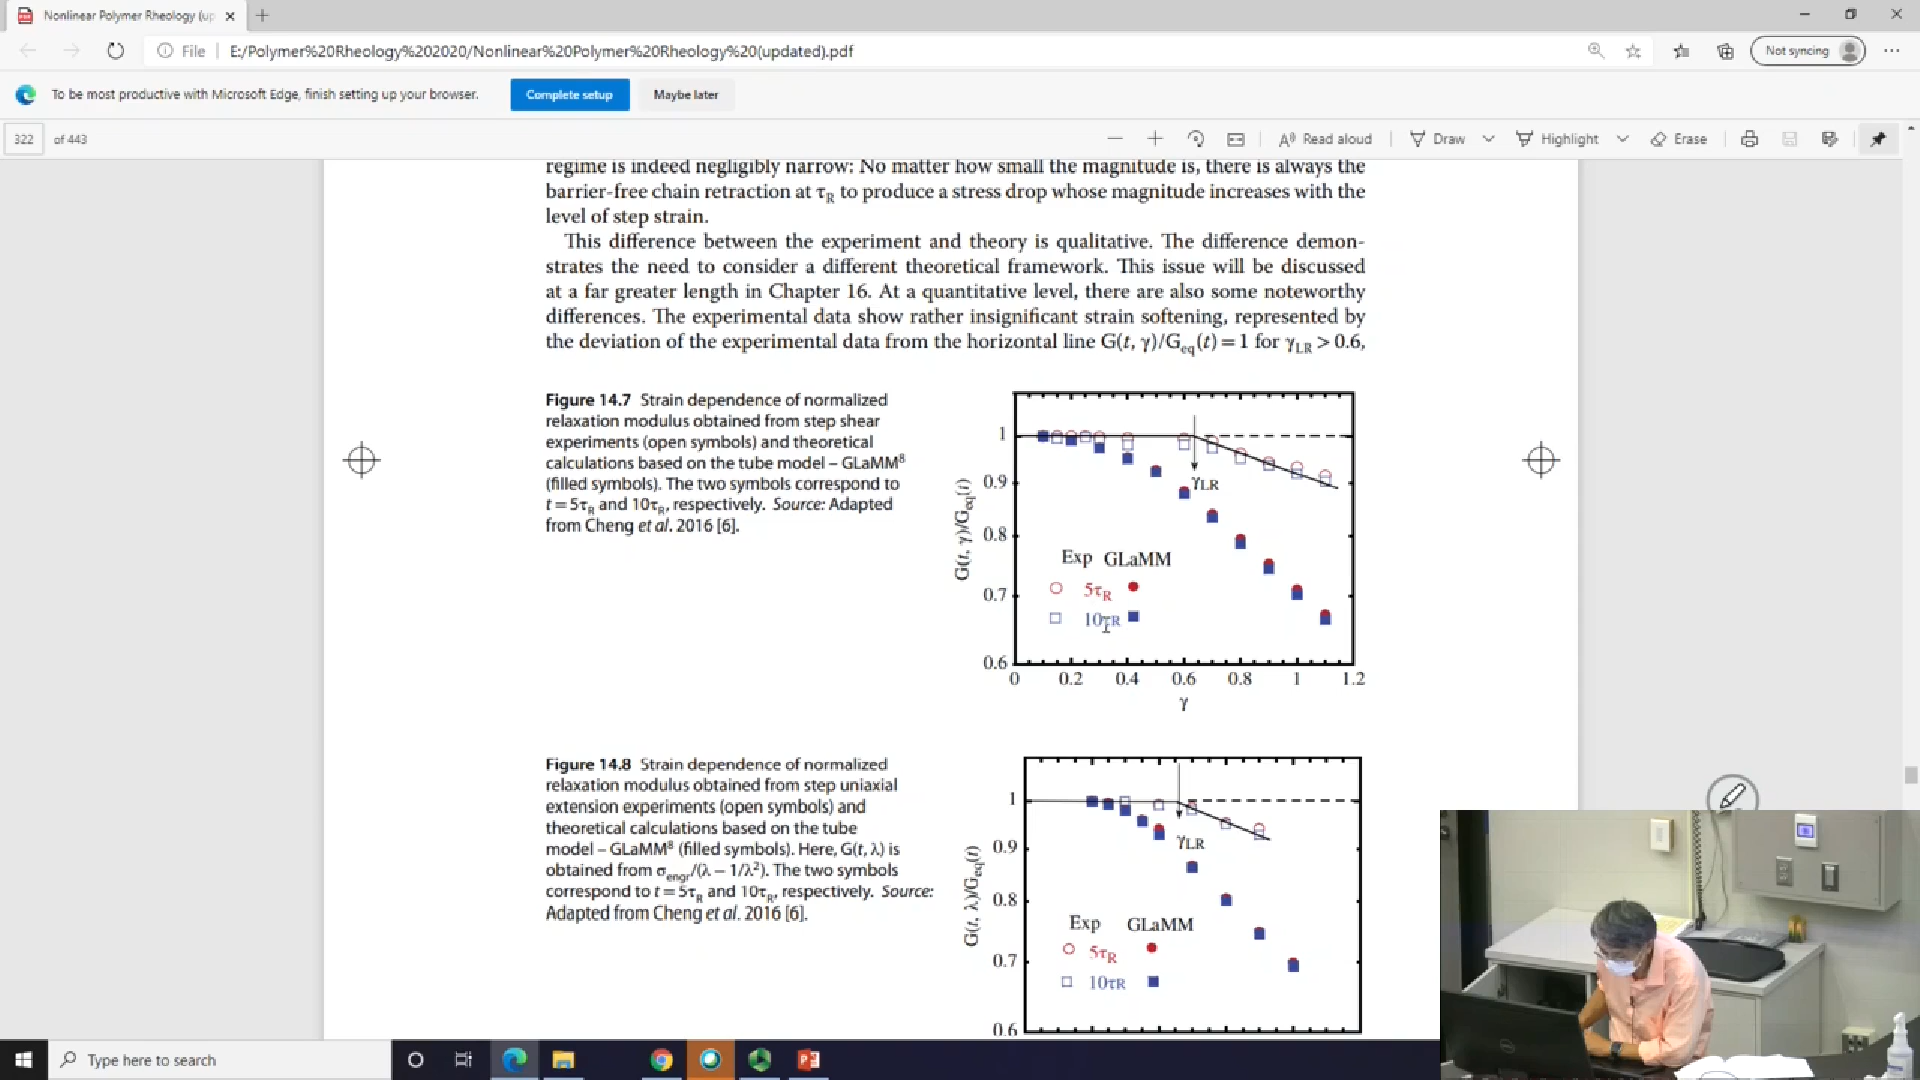 Nonlinear Polymer Rheology (up
File
E:/Polymer%20Rheology%202020/Nonlinear%20Polymer%20Rheology%20(updated).pdf
Not syncing
To be most productive with Microsoft Edge, finish setting up your browser.
Complete setup
Maybe later
322 of 443
Read aloud
Draw
Highlight
Erase
regime is indeed negligibly narrow: No matter how small the magnitude is, there is always the
barrier-free chain retraction at τR to produce a stress drop whose magnitude increases with the
level of step strain.
This difference between the experiment and theory is qualitative. The difference demon-
strates the need to consider a different theoretical framework. This issue will be discussed
at a far greater length in Chapter 16. At a quantitative level, there are also some noteworthy
differences. The experimental data show rather insignificant strain softening, represented by
the deviation of the experimental data from the horizontal line G(t, γ)/Geq(t) = 1 for γLR > 0.6,
Figure 14.7 Strain dependence of normalized
relaxation modulus obtained from step shear
experiments (open symbols) and theoretical
calculations based on the tube model – GLaMM8
(filled symbols). The two symbols correspond to
t = 5τR and 10τR, respectively. Source: Adapted
from Cheng et al. 2016 [6].
G(t, γ)/Geq(t)
1
0.9
0.8
0.7
0.6
γLR
Exp GLaMM
5τR
10τR
0 0.2 0.4 0.6 0.8 1 1.2
γ
Figure 14.8 Strain dependence of normalized
relaxation modulus obtained from step uniaxial
extension experiments (open symbols) and
theoretical calculations based on the tube
model – GLaMM8 (filled symbols). Here, G(t, λ) is
obtained from σengr/(λ – 1/λ2). The two symbols
correspond to t = 5τR and 10τR, respectively. Source:
Adapted from Cheng et al. 2016 [6].
G(t, λ)/Geq(t)
1
0.9
0.8
0.7
0.6
γLR
Exp GLaMM
5τR
10τR
Type here to search